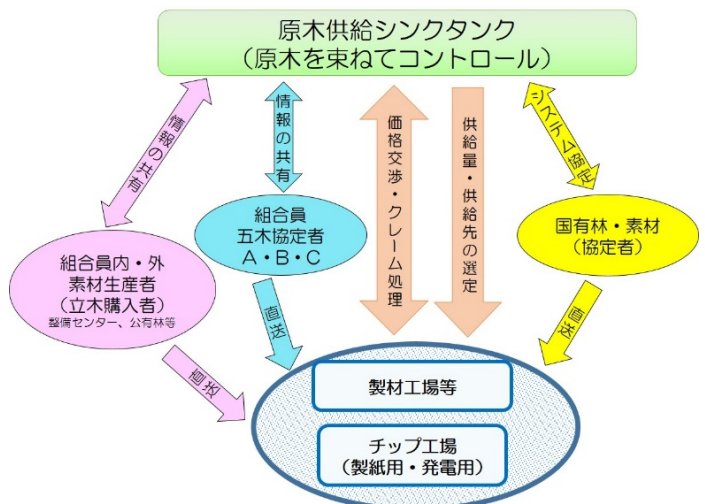 原木供給シンクタンク
（原木を束ねてコントロール）
情報の共有
情報の共有
価格交渉・クレーム処理
供給量・供給先の選定
システム協定
組合員内・外
素材生産者
（立木購入者）
整備センター、公有林等
組合員
五木協定者
A・B・C
国有林・素材
（協定者）
直送
直送
直送
製材工場等
チップ工場
（製紙用・発電用）